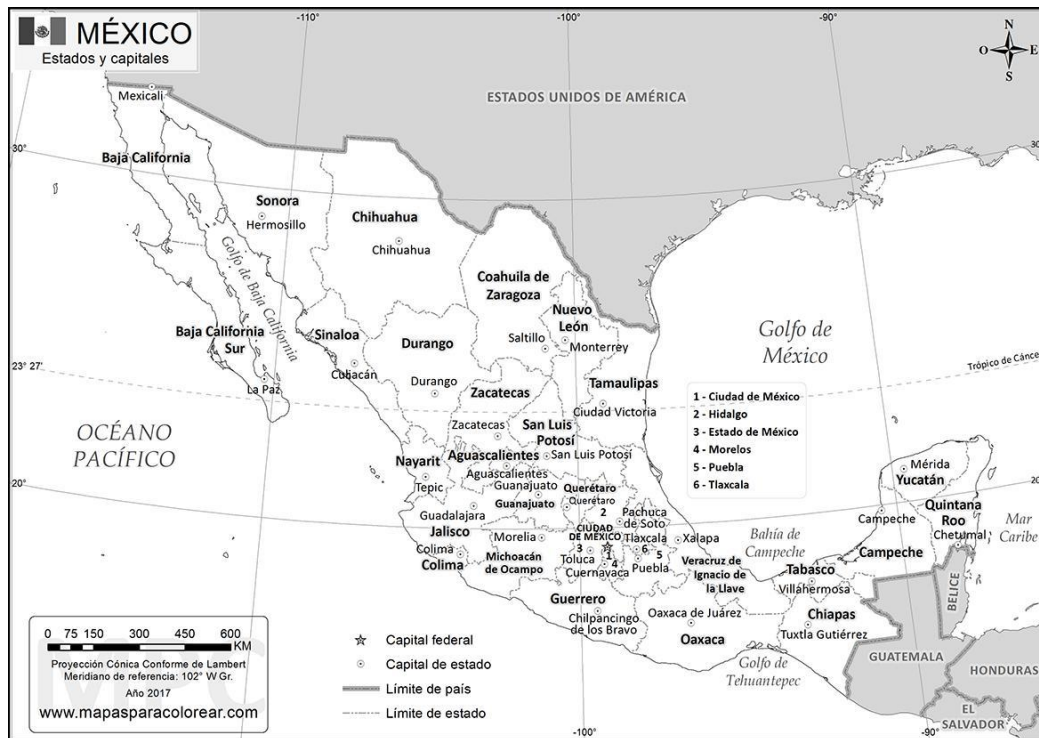 MÉXICO
Estados y capitales
-110°
-100°
-90°
N
O
E
S
ESTADOS UNIDOS DE AMÉRICA
Mexicali
30°
30
Baja California
Sonora
Hermosillo
Chihuahua
Chihuahua
Golfo de Baja California
Coahuila de
Zaragoza
Nuevo
León
Baja California
Sur
Sinaloa
Durango
Saltillo
Monterrey
Golfo de
México
23° 27'
Culiacán
La Paz
Durango
Zacatecas
Tamaulipas
Ciudad Victoria
Trópico de Cánce
1 - Ciudad de México
2 - Hidalgo
3 - Estado de México
4 - Morelos
5 - Puebla
6 - Tlaxcala
OCÉANO
PACÍFICO
Zacatecas
San Luis
Potosí
Nayarit
Aguascalientes
San Luis Potosí
Aguascalientes
Tepic
Guanajuato
Querétaro
Querétaro
20°
Guanajuato
2
Guadalajara
Pachuca
de Soto
Jalisco
CIUDAD
DE MÉXICO
Morelia
Tlaxcala
Xalapa
Colima
Colima
Michoacán
de Ocampo
3
1
6
5
Toluca
4
Puebla
Cuernavaca
Veracruz de
Ignacio de
la Llave
Mérida
Yucatán
Quintana
Roo
Campeche
Chetumal
Mar
Caribe
Bahía de
Campeche
Campeche
Tabasco
Villahermosa
BELICE
Guerrero
Chilpancingo
de los Bravo
Oaxaca de Juárez
Oaxaca
Chiapas
Tuxtla Gutiérrez
Golfo de
Tehuantepec
GUATEMALA
HONDURAS
EL
SALVADOR
0 75 150 300 450 600
KM
MPC
Proyección Cónica Conforme de Lambert
Meridiano de referencia: 102° W Gr.
Año 2017
www.mapasparacolorear.com
Capital federal
Capital de estado
Límite de país
Límite de estado
-100°
-90°